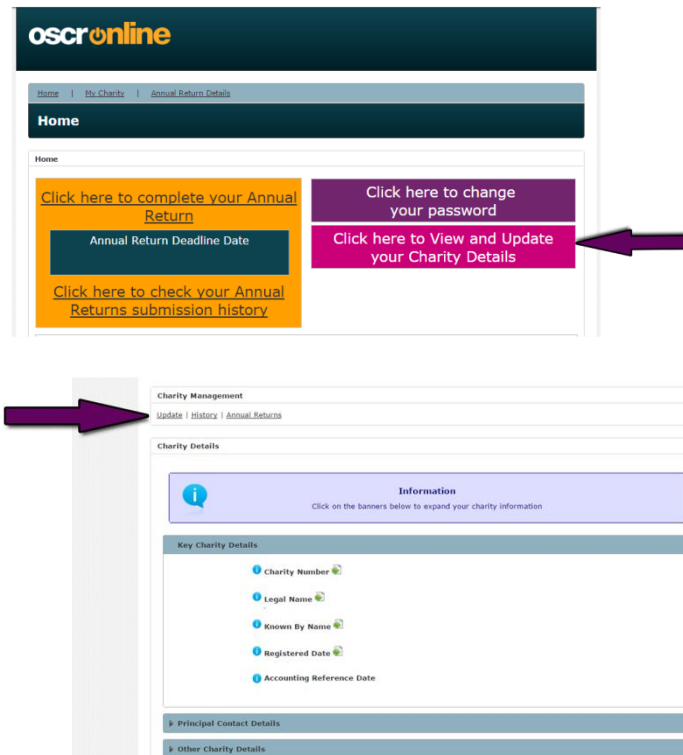 oscronline
Home | My Charity | Annual Return Details
Home
Home
Click here to complete your Annual
Return
Annual Return Deadline Date
Click here to check your Annual
Returns submission history
Click here to change
your password
Click here to View and Update
your Charity Details
Charity Management
Update | History | Annual Returns
Charity Details
Information
Click on the banners below to expand your charity information
Key Charity Details
Charity Number
Legal Name
Known By Name
Registered Date
Accounting Reference Date
Principal Contact Details
Other Charity Details